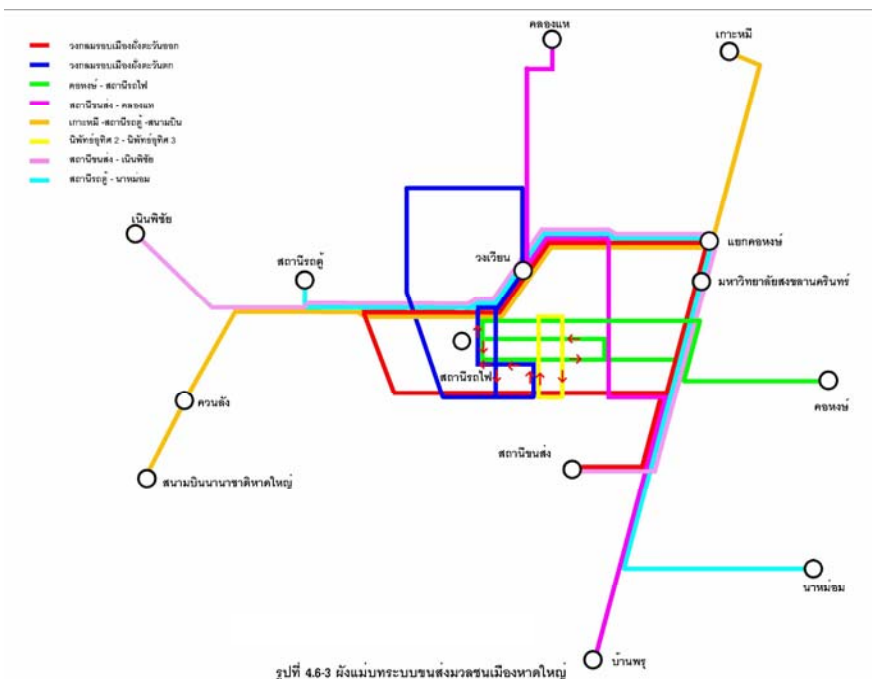 คลองแห
เกาะหมี
วงกลมรอบเมืองฝั่งตะวันออก
วงกลมรอบเมืองฝั่งตะวันตก
คอหงษ์ - สถานีรถไฟ
สถานีขนส่ง - คลองแห
เกาะหมี -สถานีรถตู้ -สนามบิน
นิพัทธ์อุทิศ 2 - นิพัทธ์อุทิศ 3
สถานีขนส่ง - เนินพิชัย
สถานีรถตู้ - นาหม่อม
เนินพิชัย
สถานีรถตู้
วงเวียน
แยกคอหงษ์
มหาวิทยาลัยสงขลานครินทร์
สถานีรถไฟ
ควนลัง
คอหงษ์
สถานีขนส่ง
สนามบินนานาชาติหาดใหญ่
นาหม่อม
บ้านพรุ
รูปที่ 4.6-3 ผังแม่บทระบบขนส่งมวลชนเมืองหาดใหญ่